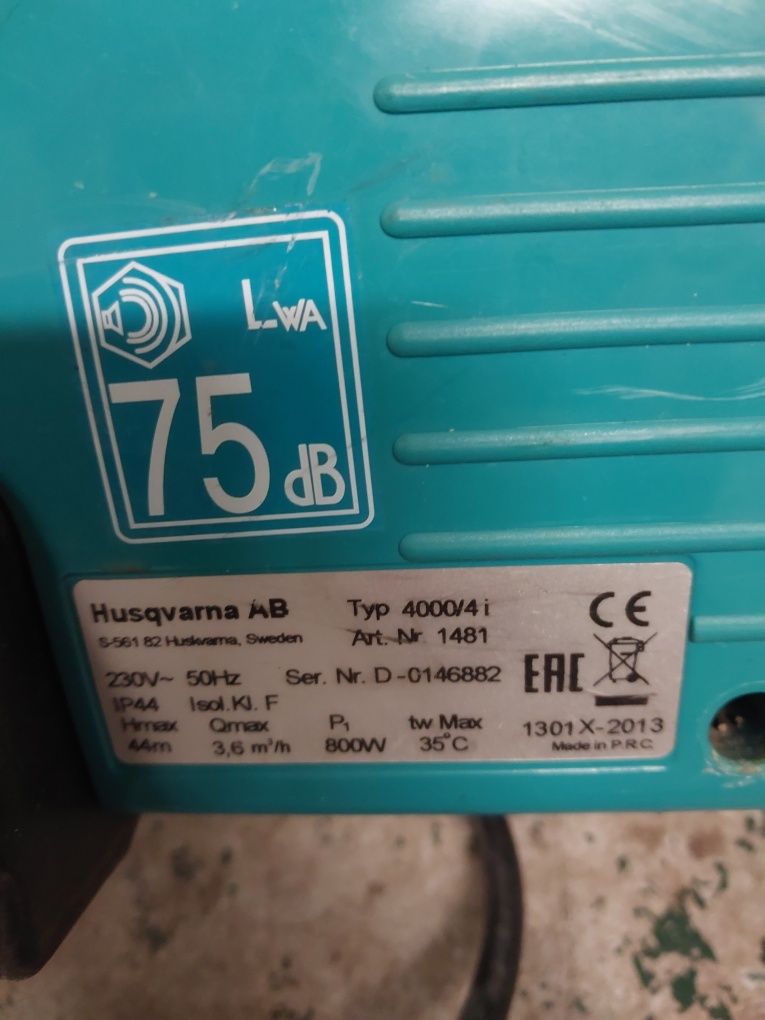 LWA
75 dB
Husqvarna AB Typ 4000/4 i CE
S-561 82 Huskvarna, Sweden Art. Nr. 1481
230V~ 50Hz Ser. Nr. D-0146882 EAC
IP44 Isol.Kl. F
Hmax Qmax P₁ tw Max 1301 X-2013
44m 3,6 m³/h 800W 35°C Made in P.R.C